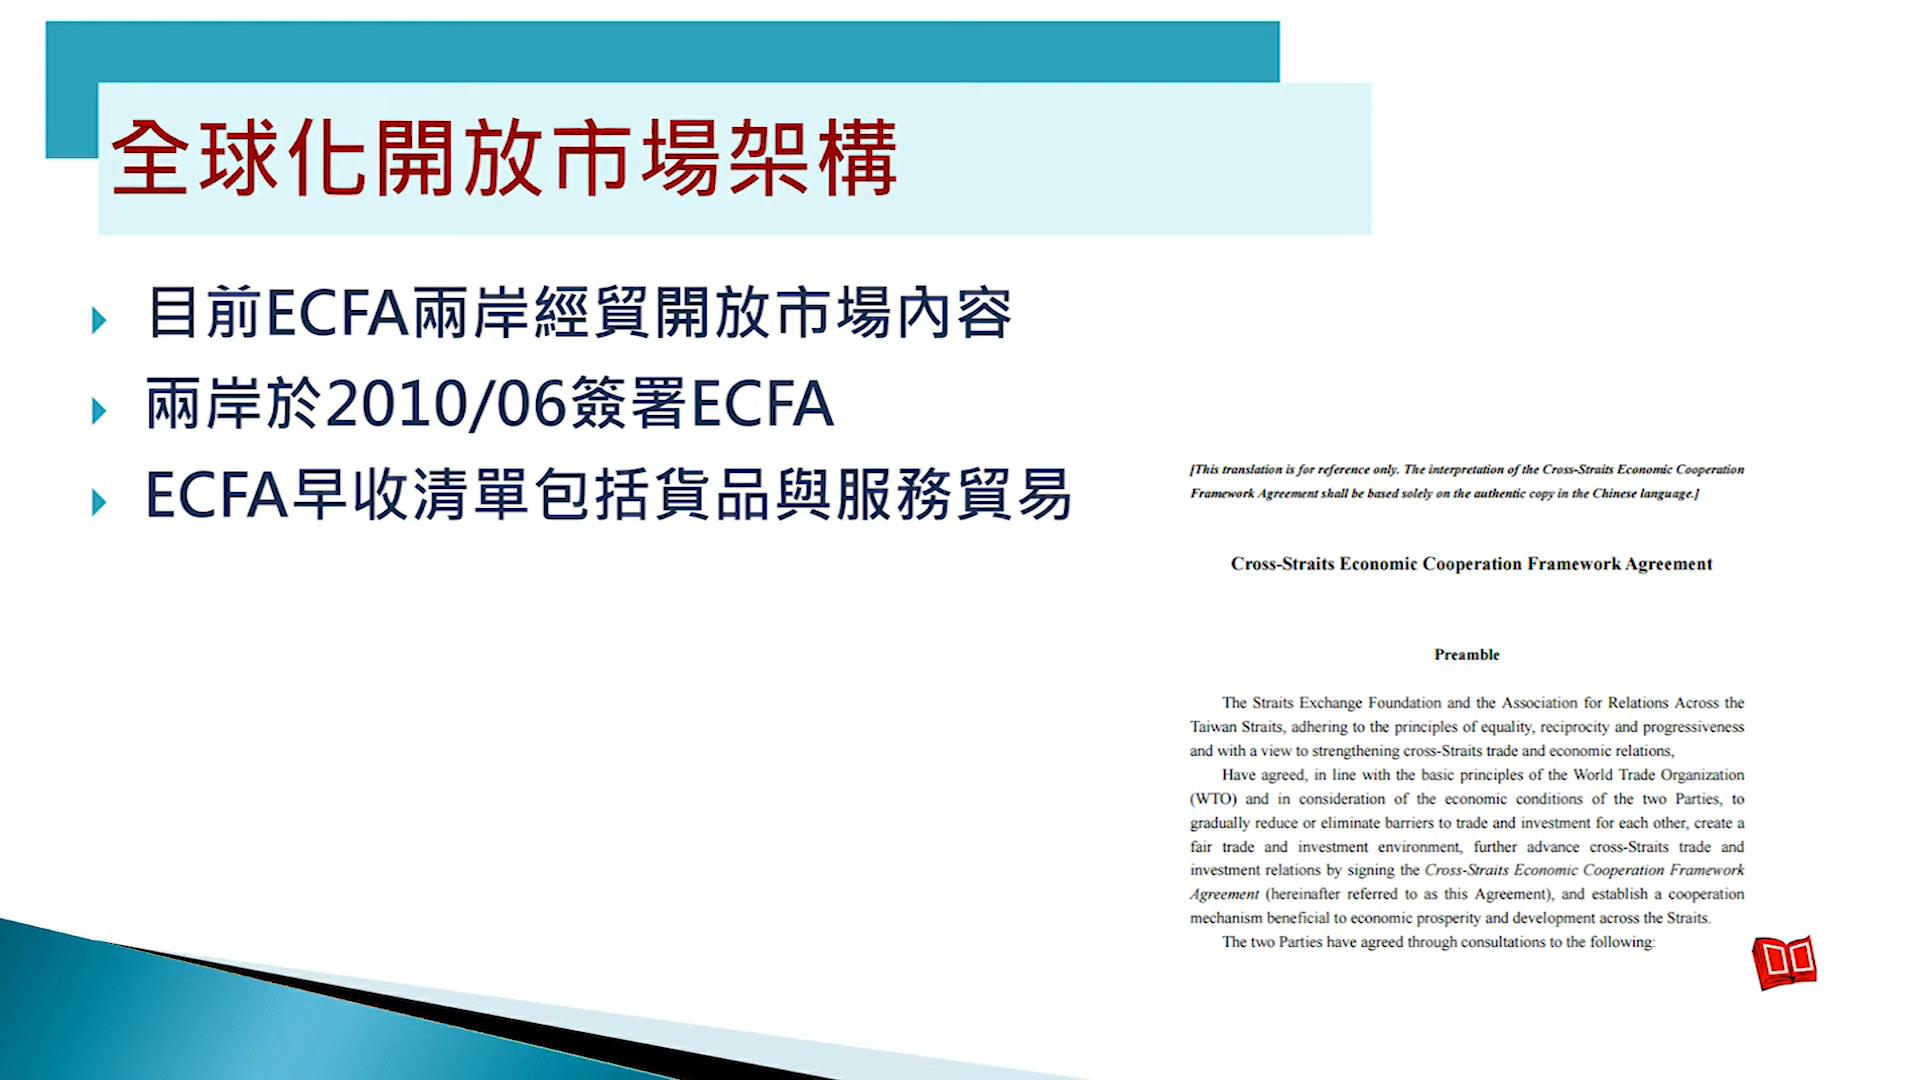 全球化開放市場架構
目前ECFA兩岸經貿開放市場內容
兩岸於2010/06簽署ECFA
ECFA早收清單包括貨品與服務貿易
[This translation is for reference only. The interpretation of the Cross-Straits Economic Cooperation
Framework Agreement shall be based solely on the authentic copy in the Chinese language.]
Cross-Straits Economic Cooperation Framework Agreement
Preamble
The Straits Exchange Foundation and the Association for Relations Across the
Taiwan Straits, adhering to the principles of equality, reciprocity and progressiveness
and with a view to strengthening cross-Straits trade and economic relations,
Have agreed, in line with the basic principles of the World Trade Organization
(WTO) and in consideration of the economic conditions of the two Parties, to
gradually reduce or eliminate barriers to trade and investment for each other, create a
fair trade and investment environment, further advance cross-Straits trade and
investment relations by signing the Cross-Straits Economic Cooperation Framework
Agreement (hereinafter referred to as this Agreement), and establish a cooperation
mechanism beneficial to economic prosperity and development across the Straits.
The two Parties have agreed through consultations to the following: